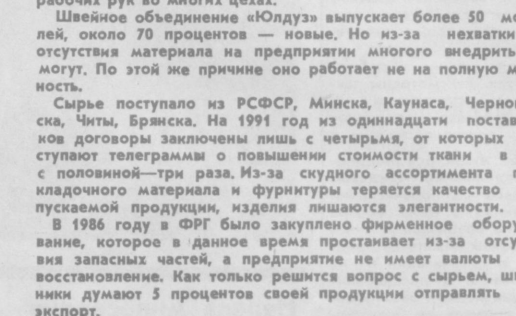 рабочих рук во многих цехах.
Швейное объединение «Юлдуз» выпускает более 50 мо
лей, около 70 процентов — новые. Но из-за нехватки
отсутствия материала на предприятии многого внедрить
могут. По этой же причине оно работает не на полную м
ность.
Сырье поступало из РСФСР, Минска, Каунаса, Черно
ска, Читы, Брянска. На 1991 год из одиннадцати постав
ков договоры заключены лишь с четырьмя, от которых
ступают телеграммы о повышении стоимости ткани в
с половиной—три раза. Из-за скудного ассортимента
кладочного материала и фурнитуры теряется качество
пускаемой продукции, изделия лишаются элегантности.
В 1986 году в ФРГ было закуплено фирменное обору
вание, которое в данное время простаивает из-за отсу
вия запасных частей, а предприятие не имеет валюты
восстановление. Как только решится вопрос с сырьем, ш
ники думают 5 процентов своей продукции отправлять
экспорт.